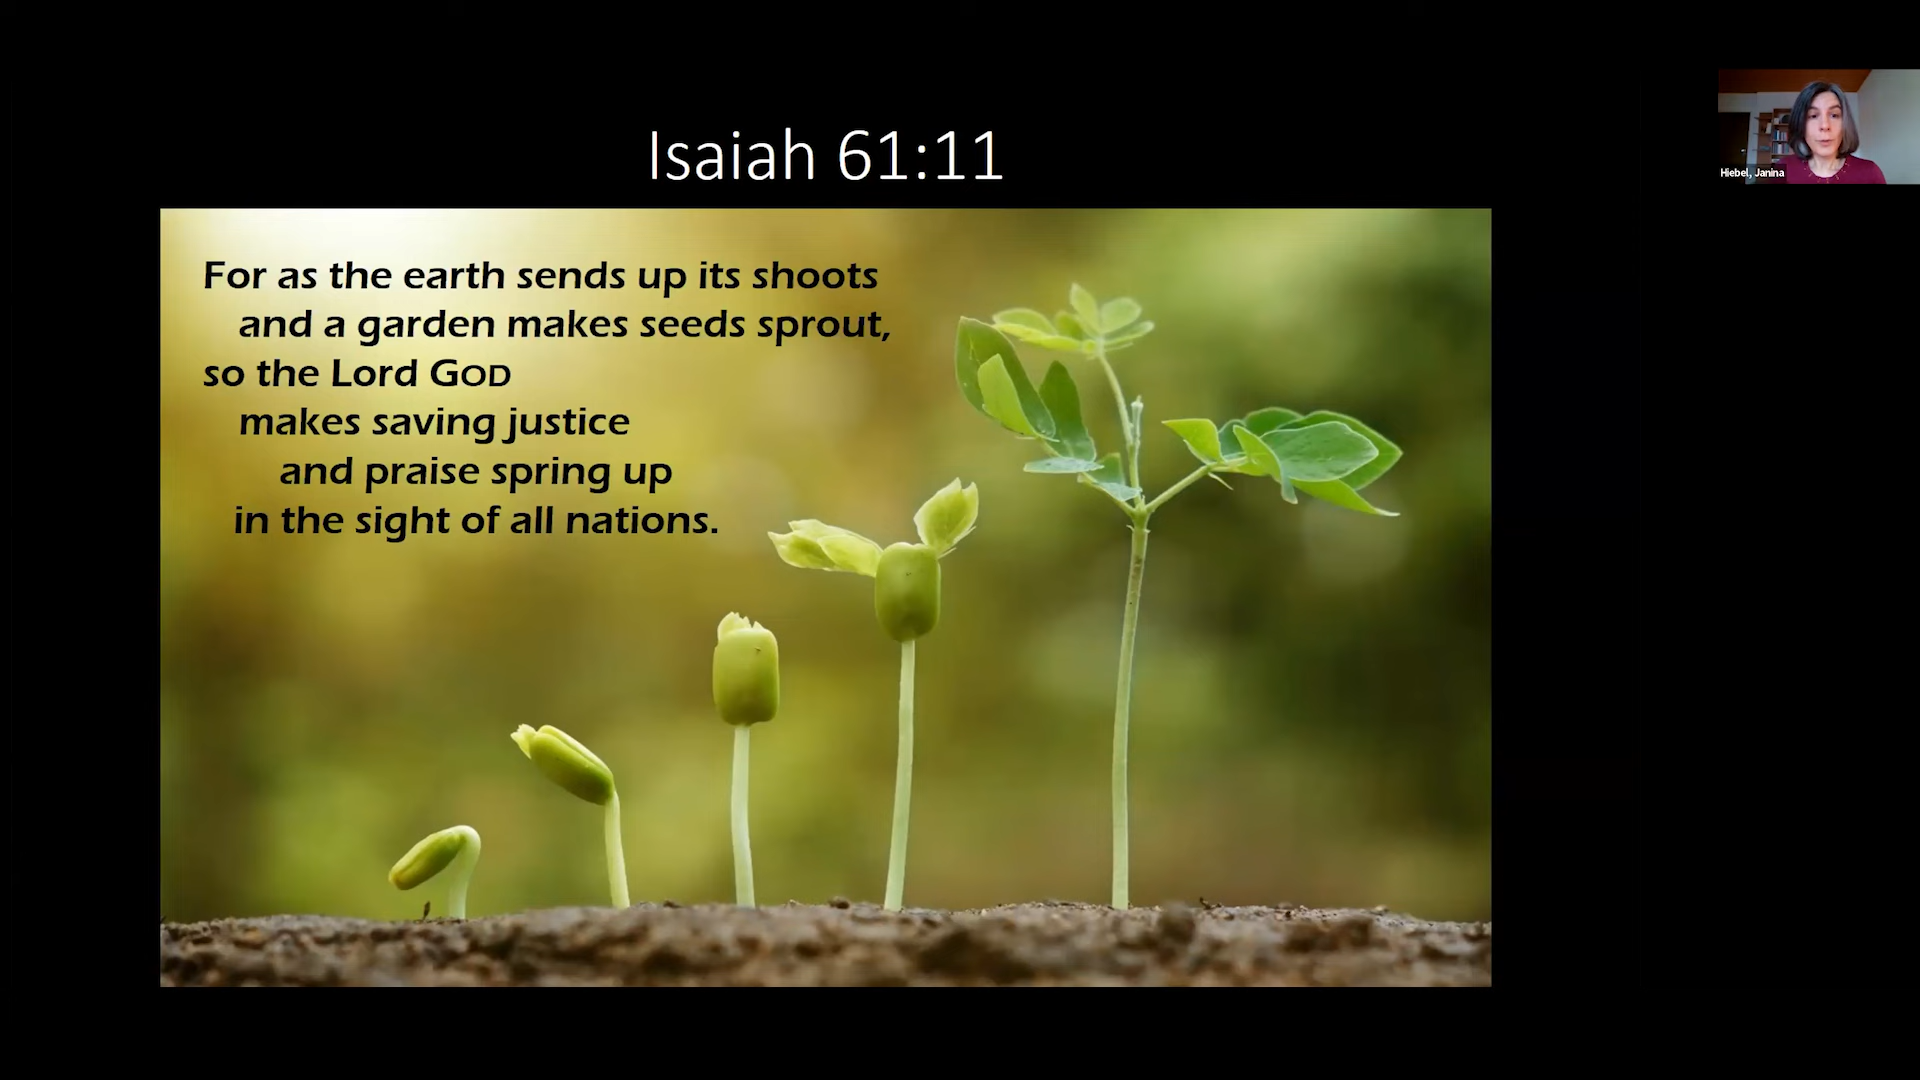 Isaiah 61:11
For as the earth sends up its shoots
and a garden makes seeds sprout,
so the Lord GOD
makes saving justice
and praise spring up
in the sight of all nations.
Hiebel, Janina